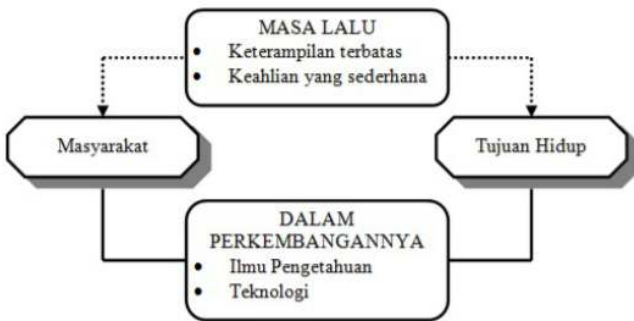 MASA LALU
• Keterampilan terbatas
• Keahlian yang sederhana
Masyarakat
Tujuan Hidup
DALAM
PERKEMBANGANNYA
• Ilmu Pengetahuan
• Teknologi